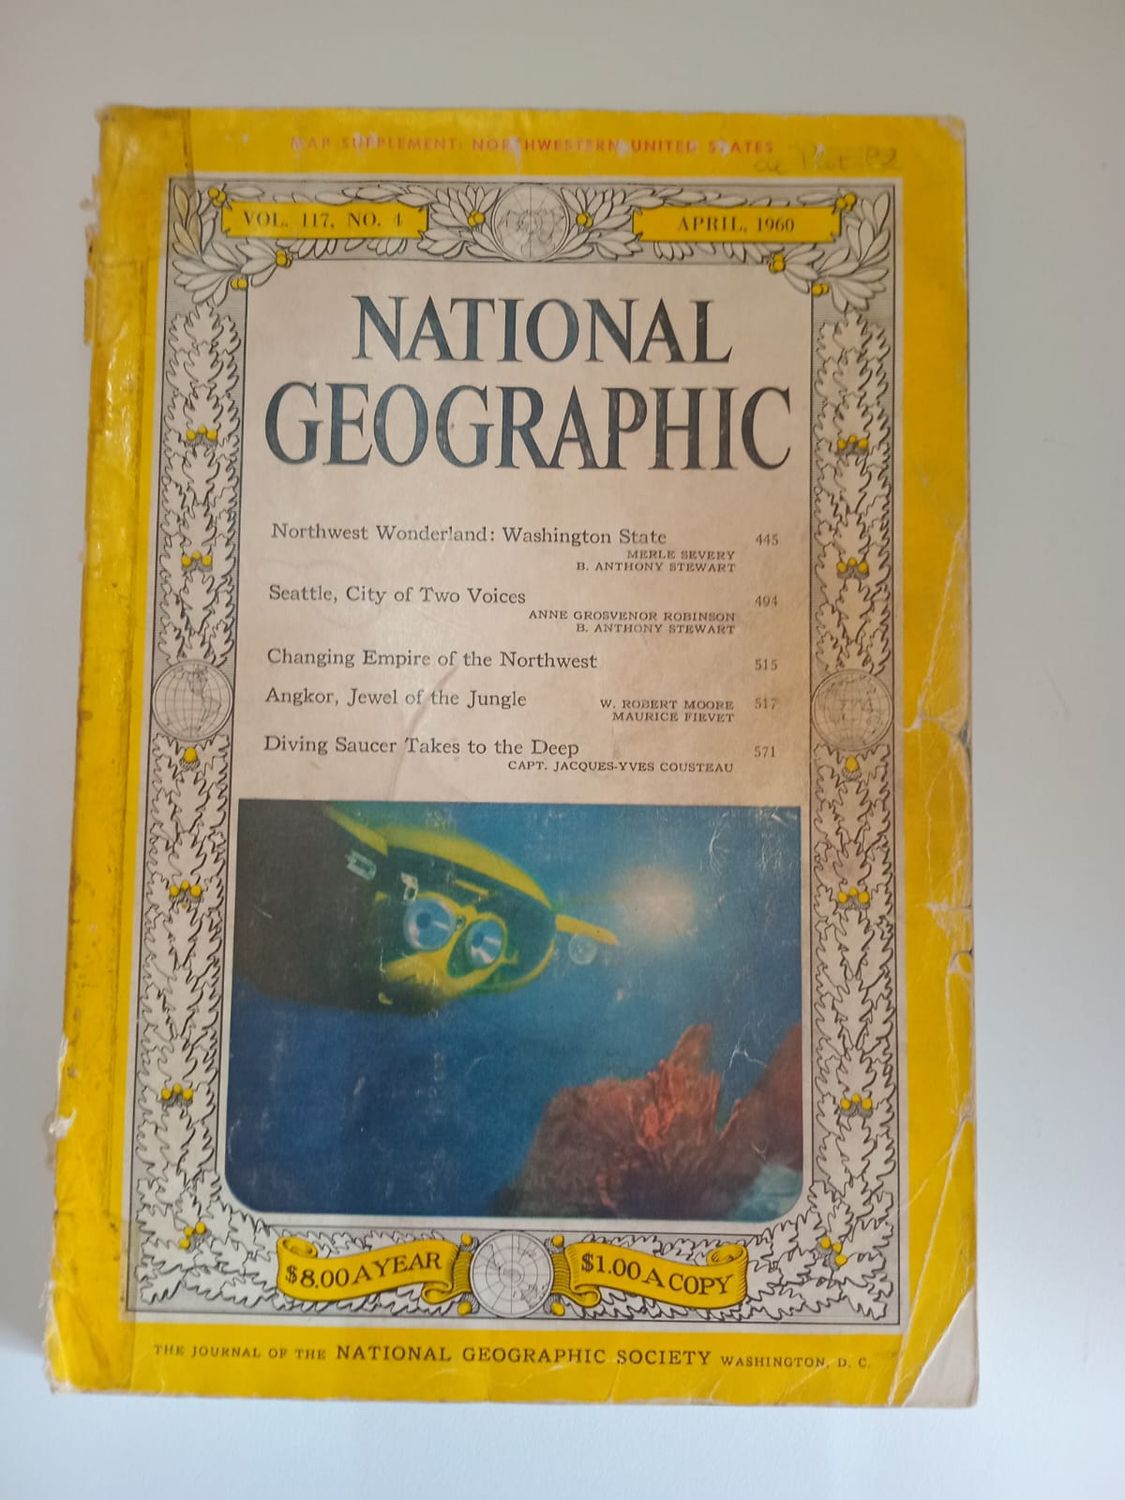 MAP SUPPLEMENT: NORTHWESTERN UNITED STATES
VOL. 117, NO. 4
APRIL, 1960
NATIONAL
GEOGRAPHIC
Northwest Wonderland: Washington State 445
MERLE SEVERY
B. ANTHONY STEWART
Seattle, City of Two Voices 494
ANNE GROSVENOR ROBINSON
B. ANTHONY STEWART
Changing Empire of the Northwest 515
Angkor, Jewel of the Jungle W. ROBERT MOORE 517
MAURICE FIEVET
Diving Saucer Takes to the Deep 571
CAPT. JACQUES-YVES COUSTEAU
$8.00 A YEAR
$1.00 A COPY
THE JOURNAL OF THE NATIONAL GEOGRAPHIC SOCIETY WASHINGTON, D. C.